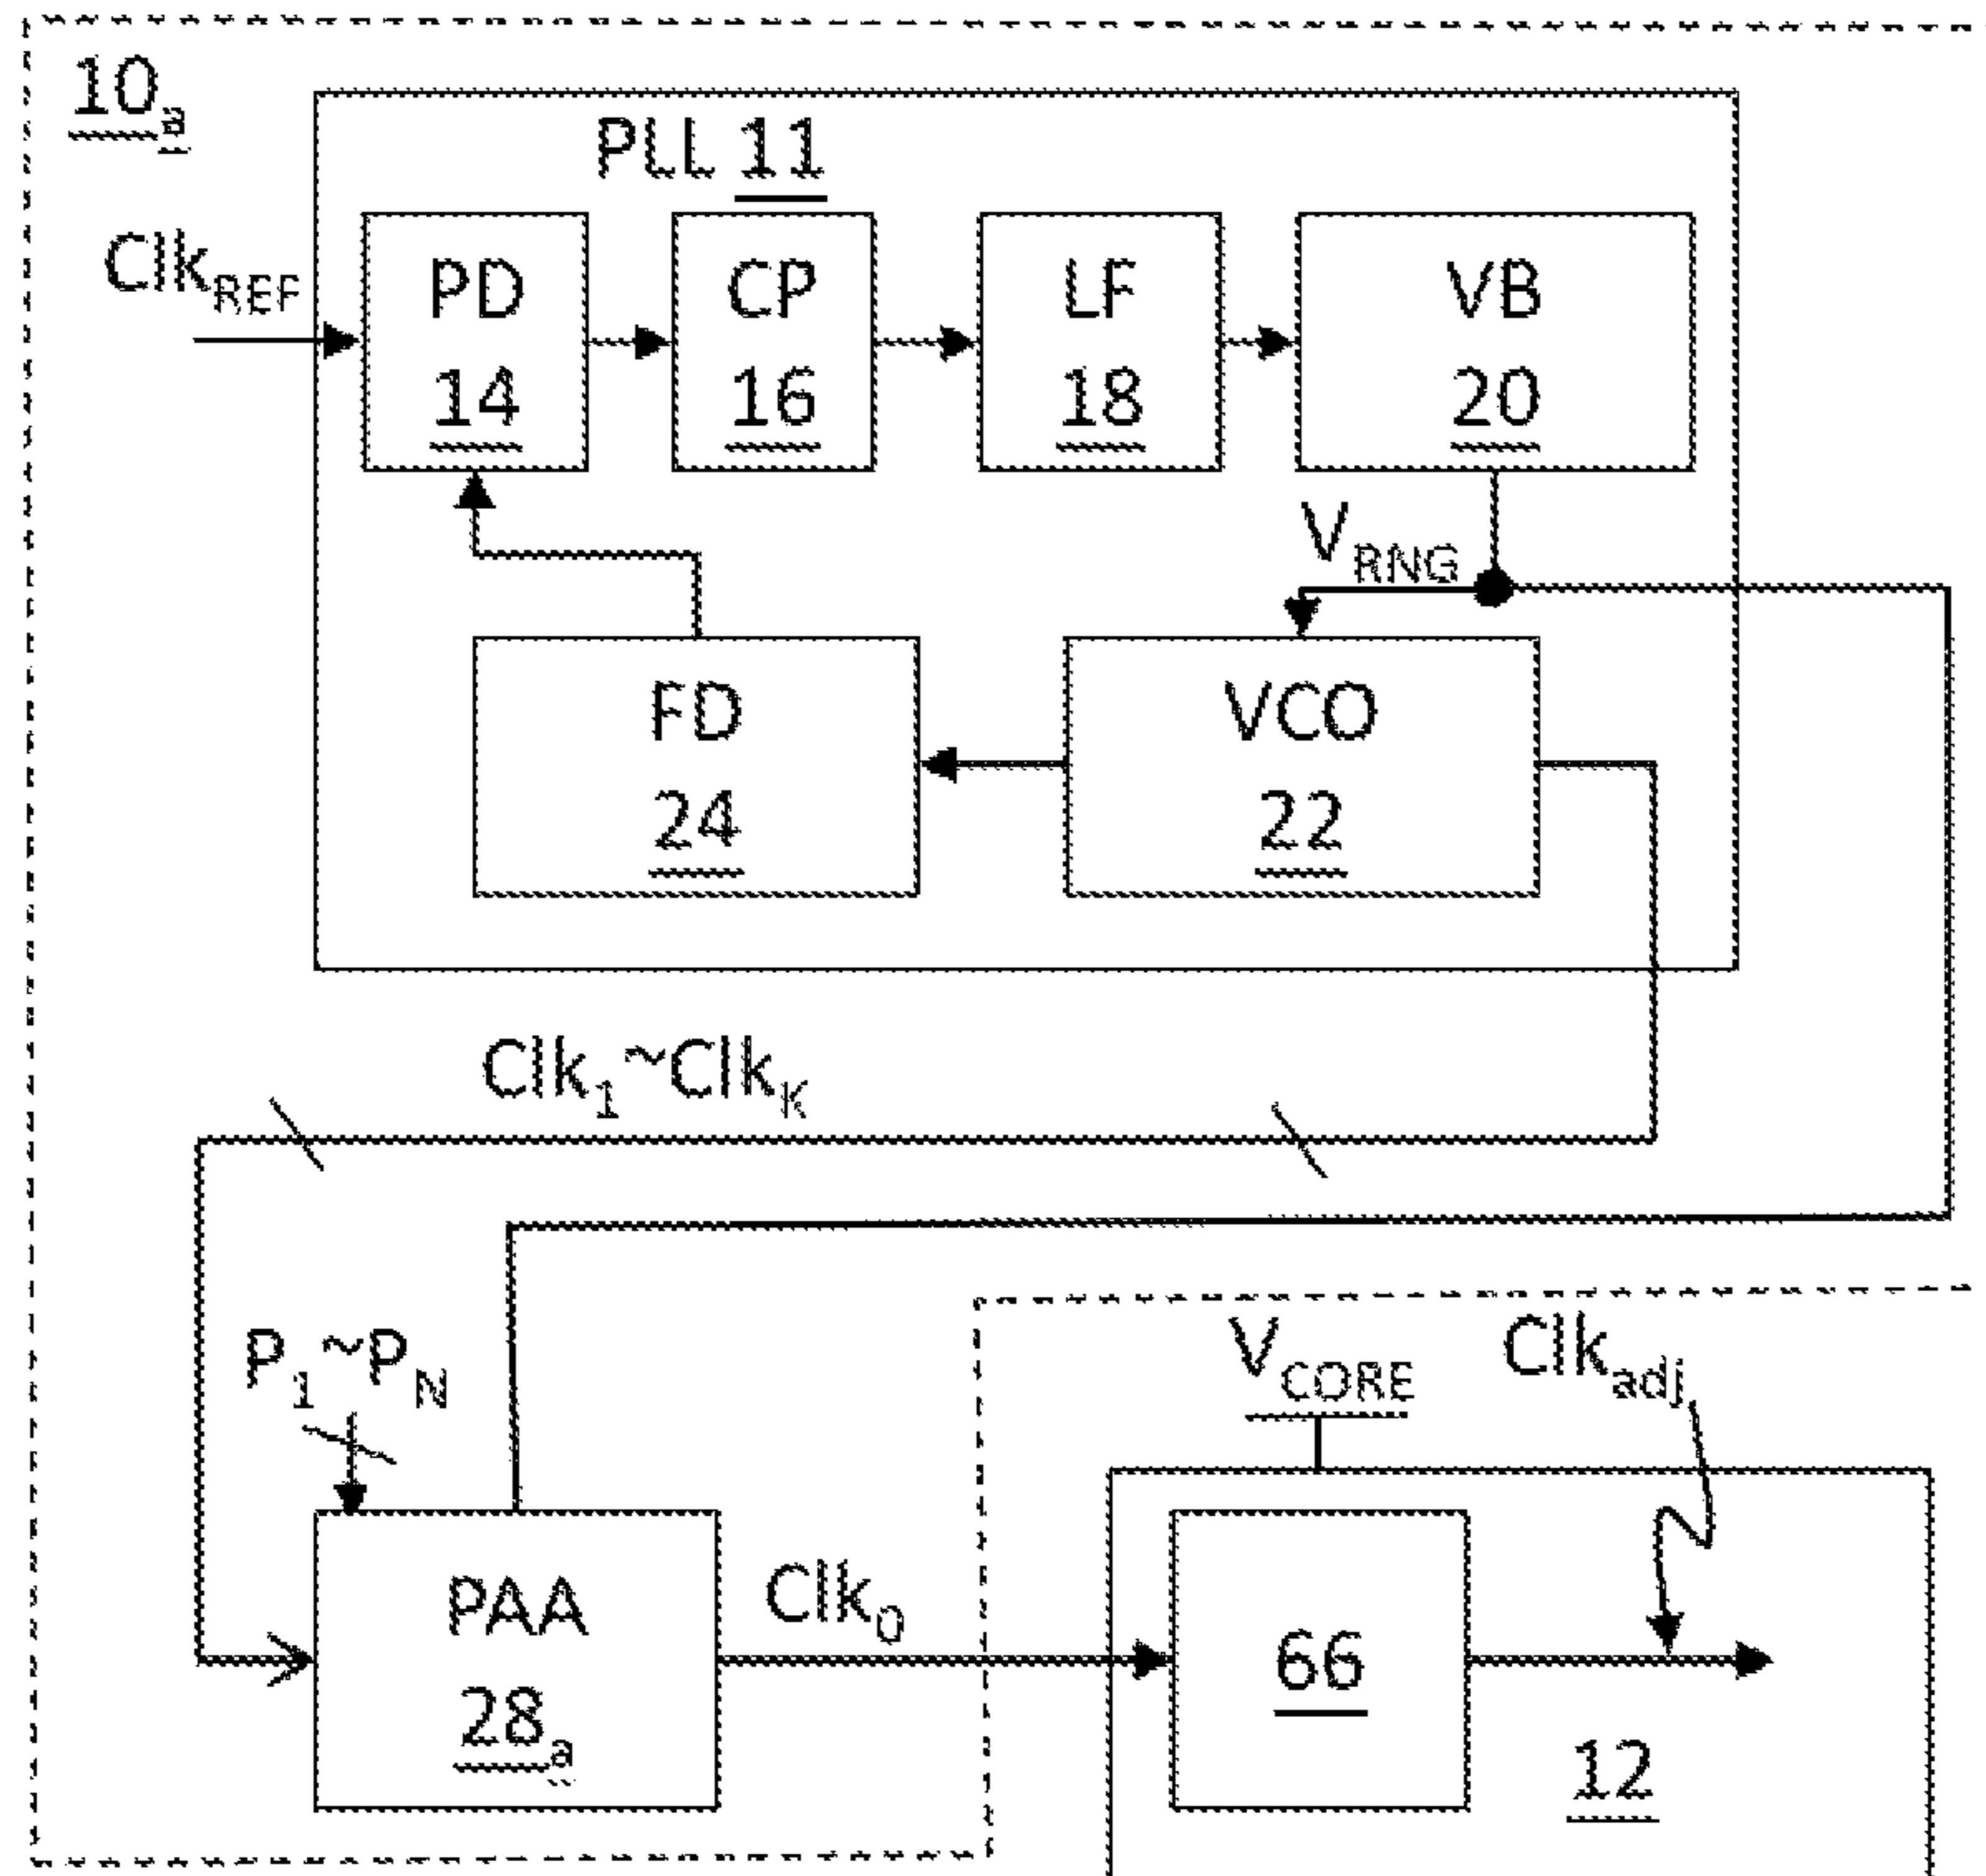 10a
PLL 11
ClkREF
PD
14
CP
16
LF
18
VB
20
VRNG
FD
24
VCO
22
Clk1~ClkK
P1~PN
VCORE
Clkadj
PAA
28a
Clk0
66
12